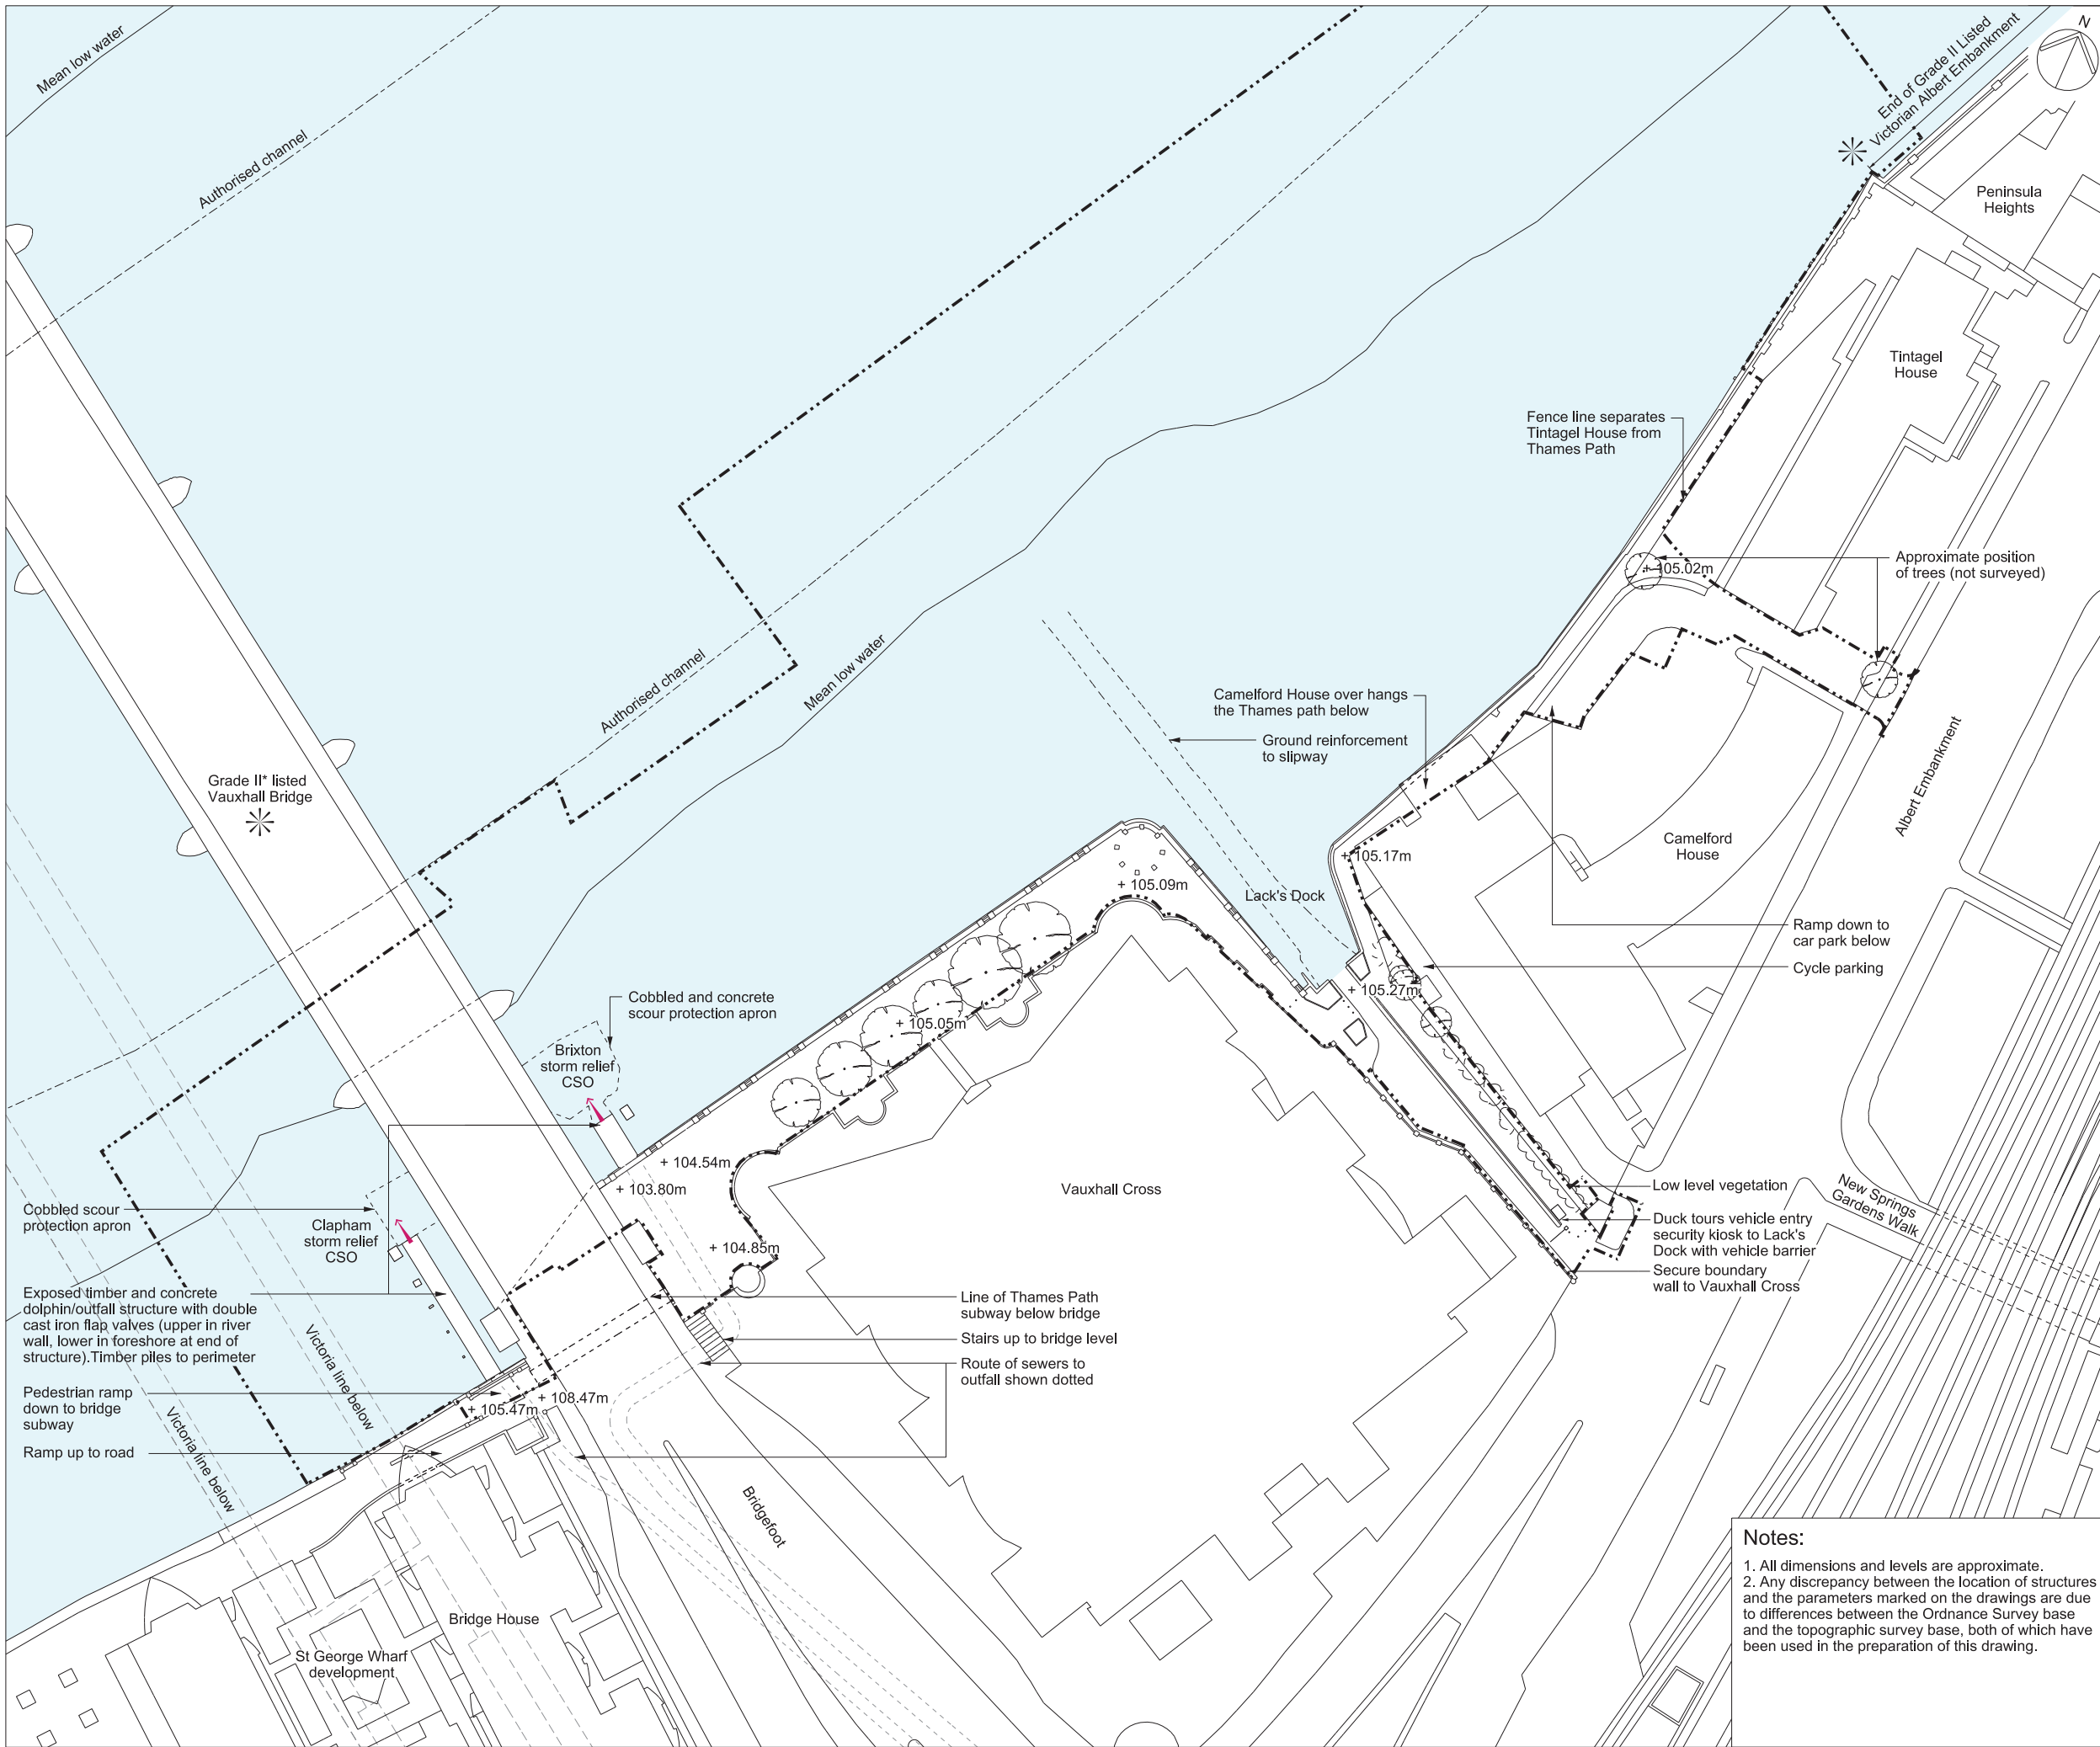 Mean low water
Authorised channel
N
End of Grade II Listed
Victorian Albert Embankment
Peninsula
Heights
Tintagel
House
Fence line separates
Tintagel House from
Thames Path
Approximate position
of trees (not surveyed)
+ 105.02m
Authorised channel
Mean low water
Camelford House over hangs
the Thames path below
Ground reinforcement
to slipway
Albert Embankment
Grade II* listed
Vauxhall Bridge
Camelford
House
+ 105.17m
+ 105.09m
Lack's Dock
Ramp down to
car park below
Cycle parking
+ 105.27m
Cobbled and concrete
scour protection apron
+ 105.05m
Brixton
storm relief
CSO
+ 104.54m
+ 103.80m
Vauxhall Cross
Low level vegetation
New Springs
Gardens Walk
Cobbled scour
protection apron
Clapham
storm relief
CSO
Duck tours vehicle entry
security kiosk to Lack's
Dock with vehicle barrier
+ 104.85m
Secure boundary
wall to Vauxhall Cross
Exposed timber and concrete
dolphin/outfall structure with double
cast iron flap valves (upper in river
wall, lower in foreshore at end of
structure).Timber piles to perimeter
Line of Thames Path
subway below bridge
Stairs up to bridge level
Route of sewers to
outfall shown dotted
Victoria line below
Pedestrian ramp
down to bridge
subway
+ 108.47m
+ 105.47m
Ramp up to road
Victoria line below
Bridgefoot
Bridge House
St George Wharf
development
Notes:
1. All dimensions and levels are approximate.
2. Any discrepancy between the location of structures
and the parameters marked on the drawings are due
to differences between the Ordnance Survey base
and the topographic survey base, both of which have
been used in the preparation of this drawing.